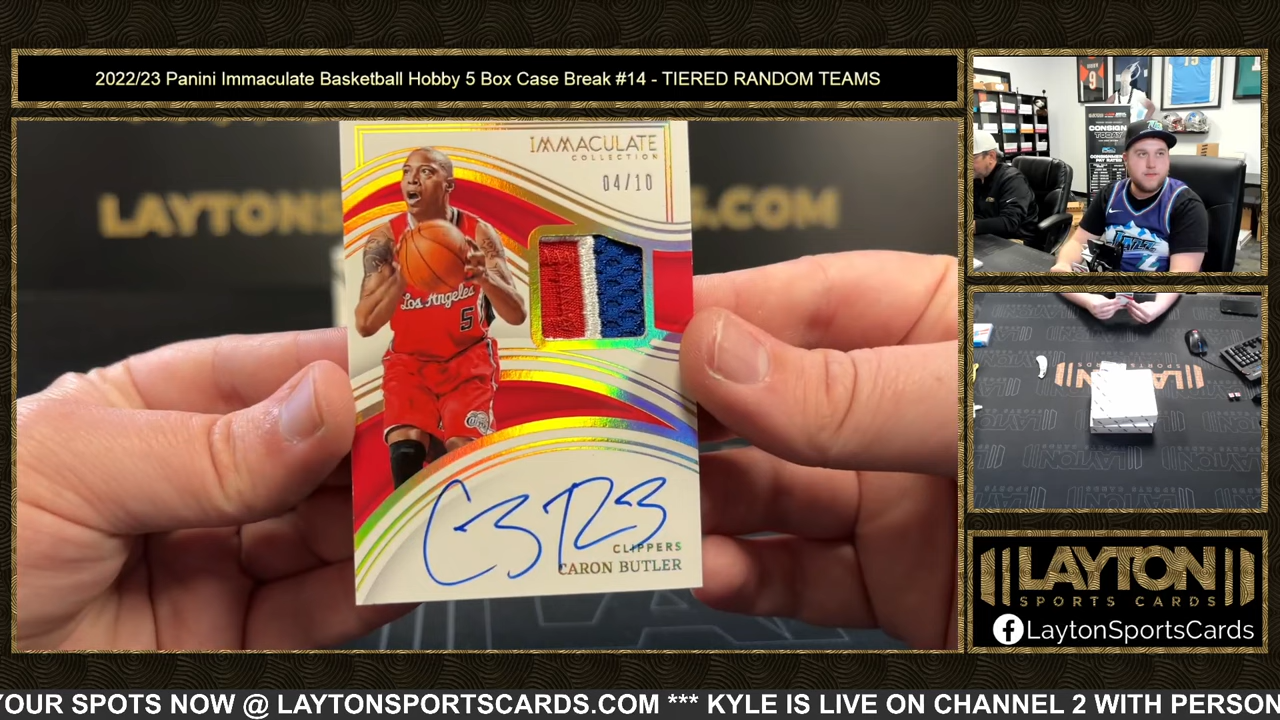 2022/23 Panini Immaculate Basketball Hobby 5 Box Case Break #14 - TIERED RANDOM TEAMS
IMMACULATE
COLLECTION
04/10
Los Angeles
5
CLIPPERS
CARON BUTLER
CONSIGN
TODAY
LAYTON
SPORTS CARDS
LaytonSportsCards
YOUR SPOTS NOW @ LAYTONSPORTSCARDS.COM *** KYLE IS LIVE ON CHANNEL 2 WITH PERSON